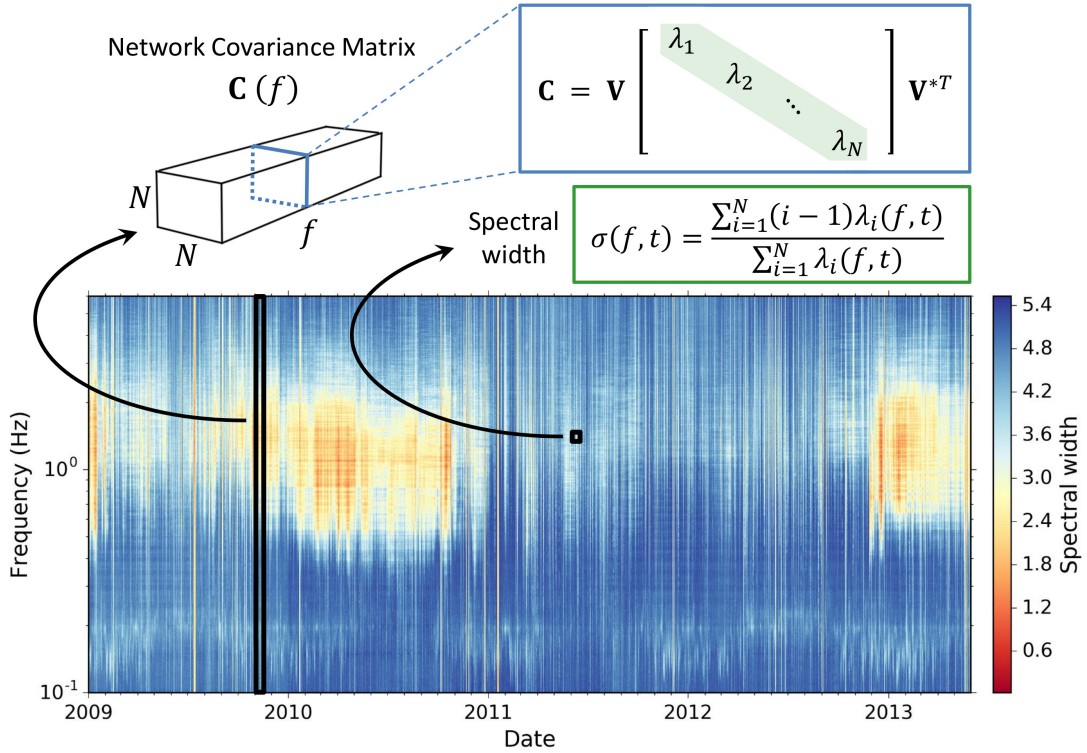 Network Covariance Matrix
C (f)
N
N
f
C = V [ λ1 λ2 ⋱ λN ] V*T
Spectral
width
σ(f, t) = ∑_{i=1}^{N} (i − 1)λi(f, t) / ∑_{i=1}^{N} λi(f, t)
Frequency (Hz)
10^0
10^-1
2009 2010 2011 2012 2013
Date
5.4
4.8
4.2
3.6
3.0
2.4
1.8
1.2
0.6
Spectral width